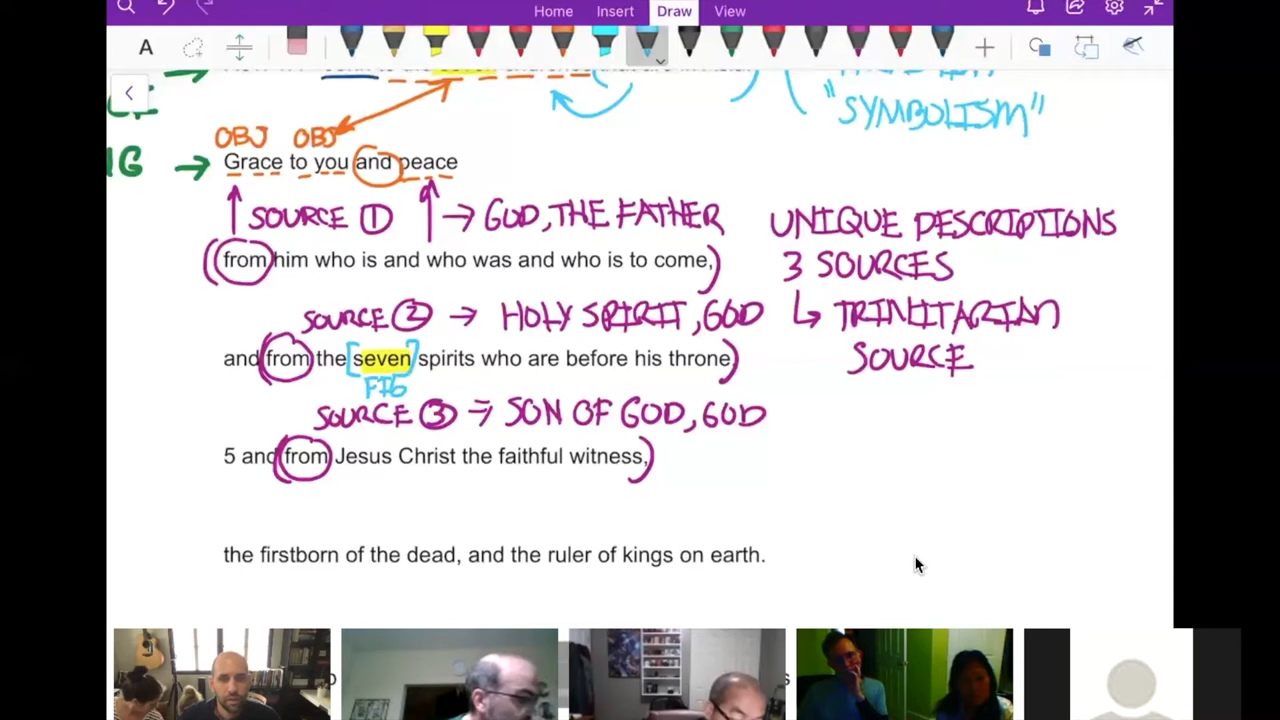 Home Insert Draw View
A
"SYMBOLISM"
OBJ OBJ
Grace to you and peace
SOURCE 1 → GOD, THE FATHER
UNIQUE DESCRIPTIONS
(from him who is and who was and who is to come,)
3 SOURCES
SOURCE 2 → HOLY SPIRIT, GOD
↳ TRINITARIAN
and (from the [seven] spirits who are before his throne,)
SOURCE
FIG
SOURCE 3 → SON OF GOD, GOD
5 and (from Jesus Christ the faithful witness,)
the firstborn of the dead, and the ruler of kings on earth.